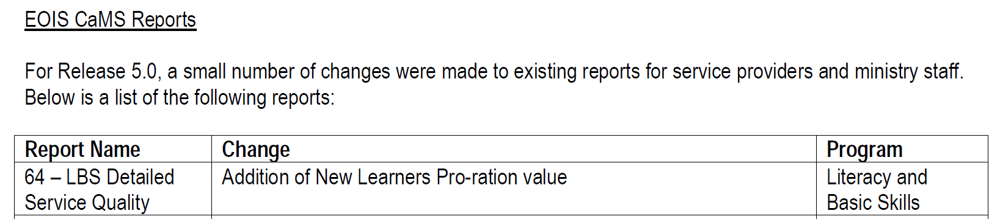 EOIS CaMS Reports
For Release 5.0, a small number of changes were made to existing reports for service providers and ministry staff.
Below is a list of the following reports:
Report Name Change Program
64 – LBS Detailed Addition of New Learners Pro-ration value Literacy and
Service Quality Basic Skills